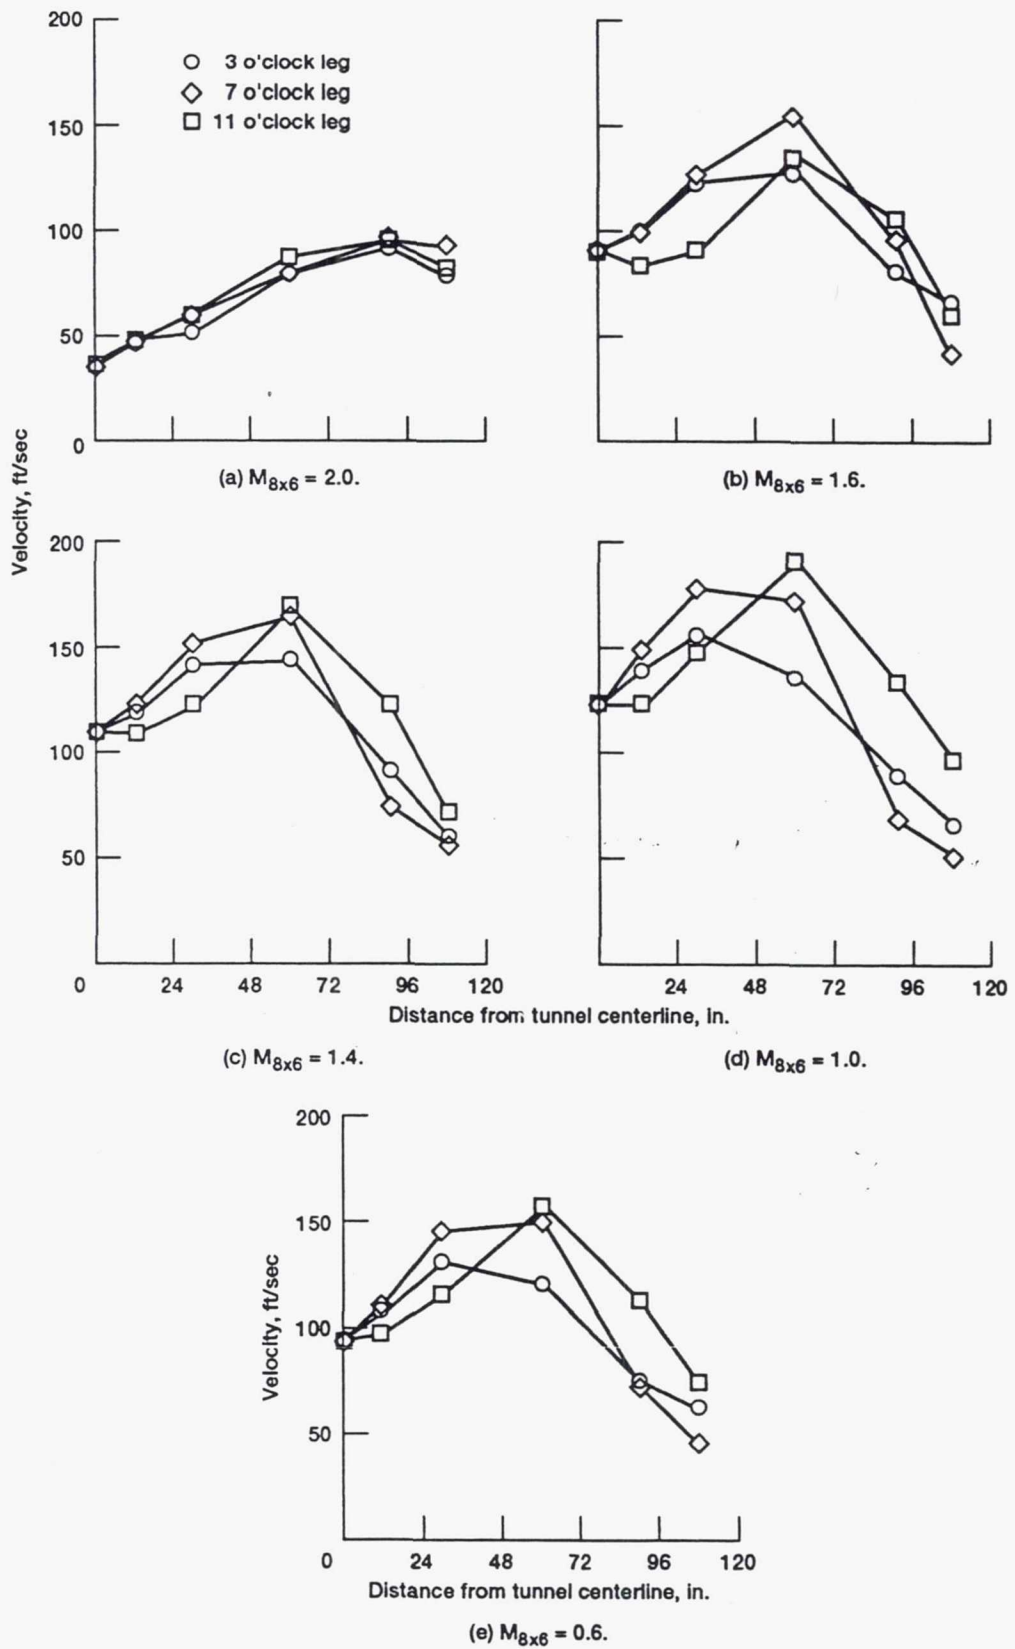 200
150
100
50
0
3 o'clock leg
7 o'clock leg
11 o'clock leg
Velocity, ft/sec
(a) M8x6 = 2.0.
(b) M8x6 = 1.6.
200
150
100
50
0 24 48 72 96 120
24 48 72 96 120
Distance from tunnel centerline, in.
(c) M8x6 = 1.4.
(d) M8x6 = 1.0.
200
150
100
50
Velocity, ft/sec
0 24 48 72 96 120
Distance from tunnel centerline, in.
(e) M8x6 = 0.6.